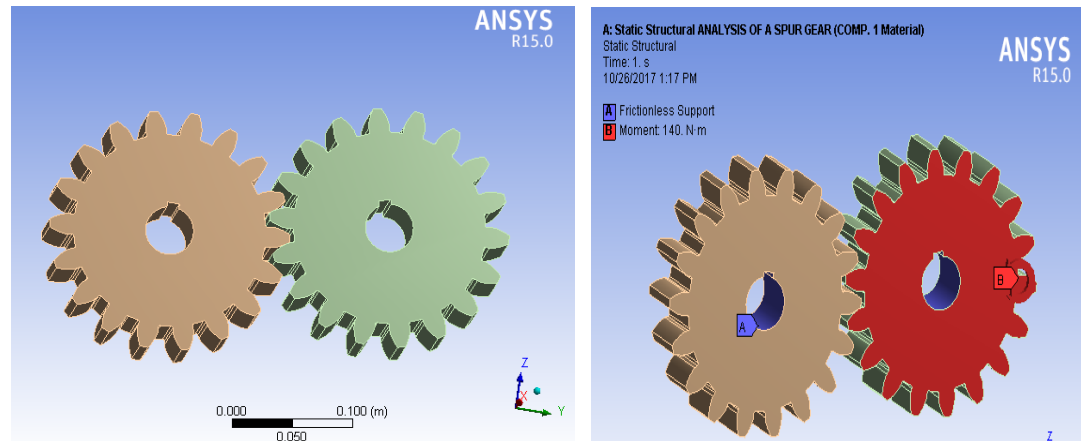 ANSYS
R15.0
0.000
0.100 (m)
0.050
Z
X
Y
A: Static Structural ANALYSIS OF A SPUR GEAR (COMP. 1 Material)
Static Structural
Time: 1. s
10/26/2017 1:17 PM
A Frictionless Support
B Moment: 140. N·m
ANSYS
R15.0
A
B
Z